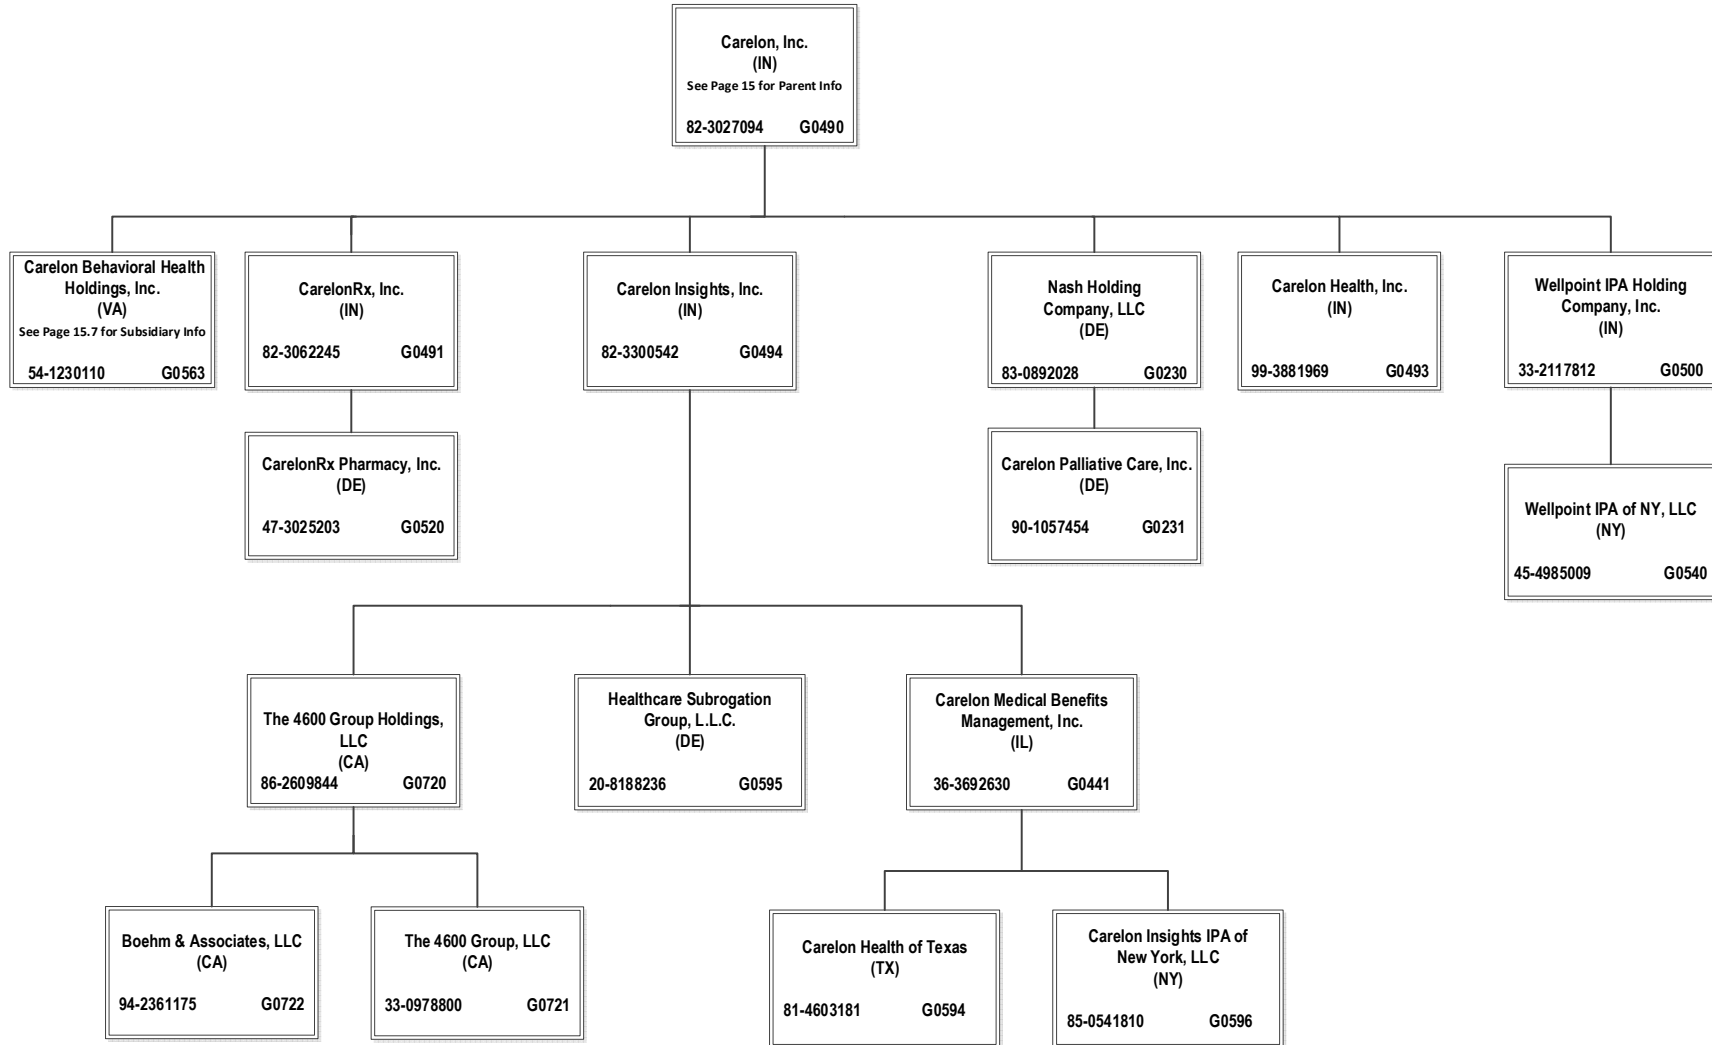 Carelon, Inc.
(IN)
See Page 15 for Parent Info
82-3027094 G0490
Carelon Behavioral Health
Holdings, Inc.
(VA)
See Page 15.7 for Subsidiary Info
54-1230110 G0563
CarelonRx, Inc.
(IN)
82-3062245 G0491
Carelon Insights, Inc.
(IN)
82-3300542 G0494
Nash Holding
Company, LLC
(DE)
83-0892028 G0230
Carelon Health, Inc.
(IN)
99-3881969 G0493
Wellpoint IPA Holding
Company, Inc.
(IN)
33-2117812 G0500
CarelonRx Pharmacy, Inc.
(DE)
47-3025203 G0520
Carelon Palliative Care, Inc.
(DE)
90-1057454 G0231
Wellpoint IPA of NY, LLC
(NY)
45-4985009 G0540
The 4600 Group Holdings,
LLC
(CA)
86-2609844 G0720
Healthcare Subrogation
Group, L.L.C.
(DE)
20-8188236 G0595
Carelon Medical Benefits
Management, Inc.
(IL)
36-3692630 G0441
Boehm & Associates, LLC
(CA)
94-2361175 G0722
The 4600 Group, LLC
(CA)
33-0978800 G0721
Carelon Health of Texas
(TX)
81-4603181 G0594
Carelon Insights IPA of
New York, LLC
(NY)
85-0541810 G0596